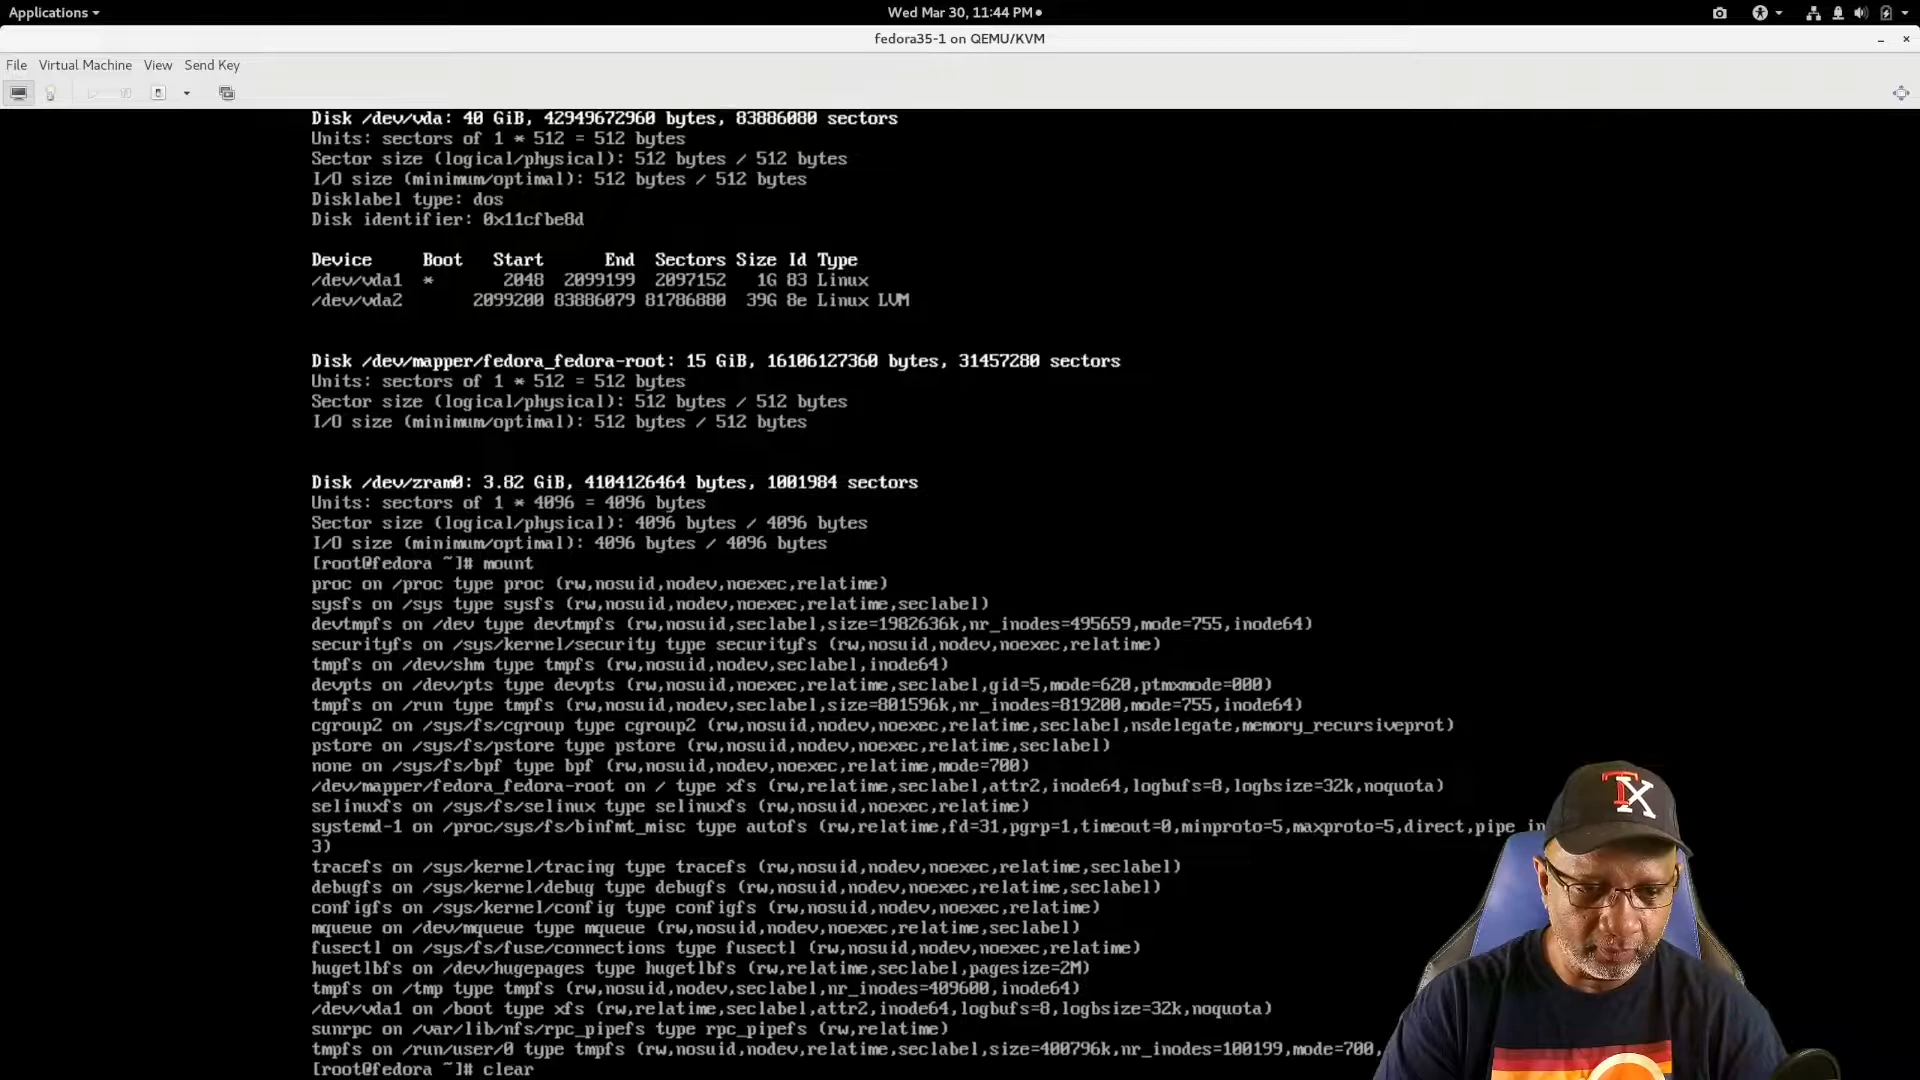 Applications
Wed Mar 30, 11:44 PM
fedora35-1 on QEMU/KVM
File Virtual Machine View Send Key
Disk /dev/vda: 40 GiB, 42949672960 bytes, 83886080 sectors
Units: sectors of 1 * 512 = 512 bytes
Sector size (logical/physical): 512 bytes / 512 bytes
I/O size (minimum/optimal): 512 bytes / 512 bytes
Disklabel type: dos
Disk identifier: 0x11cfbe8d
Device Boot Start End Sectors Size Id Type
/dev/vda1 * 2048 2099199 2097152 1G 83 Linux
/dev/vda2 2099200 83886079 81786880 39G 8e Linux LVM
Disk /dev/mapper/fedora_fedora-root: 15 GiB, 16106127360 bytes, 31457280 sectors
Units: sectors of 1 * 512 = 512 bytes
Sector size (logical/physical): 512 bytes / 512 bytes
I/O size (minimum/optimal): 512 bytes / 512 bytes
Disk /dev/zram0: 3.82 GiB, 4104126464 bytes, 1001984 sectors
Units: sectors of 1 * 4096 = 4096 bytes
Sector size (logical/physical): 4096 bytes / 4096 bytes
I/O size (minimum/optimal): 4096 bytes / 4096 bytes
[root@fedora ~]# mount
proc on /proc type proc (rw,nosuid,nodev,noexec,relatime)
sysfs on /sys type sysfs (rw,nosuid,nodev,noexec,relatime,seclabel)
devtmpfs on /dev type devtmpfs (rw,nosuid,seclabel,size=1982636k,nr_inodes=495659,mode=755,inode64)
securityfs on /sys/kernel/security type securityfs (rw,nosuid,nodev,noexec,relatime)
tmpfs on /dev/shm type tmpfs (rw,nosuid,nodev,seclabel,inode64)
devpts on /dev/pts type devpts (rw,nosuid,noexec,relatime,seclabel,gid=5,mode=620,ptmxmode=000)
tmpfs on /run type tmpfs (rw,nosuid,nodev,seclabel,size=801596k,nr_inodes=819200,mode=755,inode64)
cgroup2 on /sys/fs/cgroup type cgroup2 (rw,nosuid,nodev,noexec,relatime,seclabel,nsdelegate,memory_recursiveprot)
pstore on /sys/fs/pstore type pstore (rw,nosuid,nodev,noexec,relatime,seclabel)
none on /sys/fs/bpf type bpf (rw,nosuid,nodev,noexec,relatime,mode=700)
/dev/mapper/fedora_fedora-root on / type xfs (rw,relatime,seclabel,attr2,inode64,logbufs=8,logbsize=32k,noquota)
selinuxfs on /sys/fs/selinux type selinuxfs (rw,nosuid,noexec,relatime)
systemd-1 on /proc/sys/fs/binfmt_misc type autofs (rw,relatime,fd=31,pgrp=1,timeout=0,minproto=5,maxproto=5,direct,pipe_in
3)
tracefs on /sys/kernel/tracing type tracefs (rw,nosuid,nodev,noexec,relatime,seclabel)
debugfs on /sys/kernel/debug type debugfs (rw,nosuid,nodev,noexec,relatime,seclabel)
configfs on /sys/kernel/config type configfs (rw,nosuid,nodev,noexec,relatime)
mqueue on /dev/mqueue type mqueue (rw,nosuid,nodev,noexec,relatime,seclabel)
fusectl on /sys/fs/fuse/connections type fusectl (rw,nosuid,nodev,noexec,relatime)
hugetlbfs on /dev/hugepages type hugetlbfs (rw,relatime,seclabel,pagesize=2M)
tmpfs on /tmp type tmpfs (rw,nosuid,nodev,seclabel,nr_inodes=409600,inode64)
/dev/vda1 on /boot type xfs (rw,relatime,seclabel,attr2,inode64,logbufs=8,logbsize=32k,noquota)
sunrpc on /var/lib/nfs/rpc_pipefs type rpc_pipefs (rw,relatime)
tmpfs on /run/user/0 type tmpfs (rw,nosuid,nodev,relatime,seclabel,size=400796k,nr_inodes=100199,mode=700,
[root@fedora ~]# clear
TX